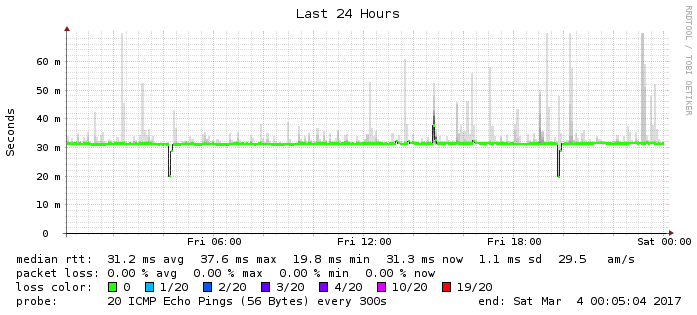 Last 24 Hours
RRDTOOL / TOBI OETIKER
Seconds
60 m
50 m
40 m
30 m
20 m
10 m
0
Fri 06:00 Fri 12:00 Fri 18:00 Sat 00:00
median rtt: 31.2 ms avg 37.6 ms max 19.8 ms min 31.3 ms now 1.1 ms sd 29.5 am/s
packet loss: 0.00 % avg 0.00 % max 0.00 % min 0.00 % now
loss color: 0 1/20 2/20 3/20 4/20 10/20 19/20
probe: 20 ICMP Echo Pings (56 Bytes) every 300s end: Sat Mar 4 00:05:04 2017